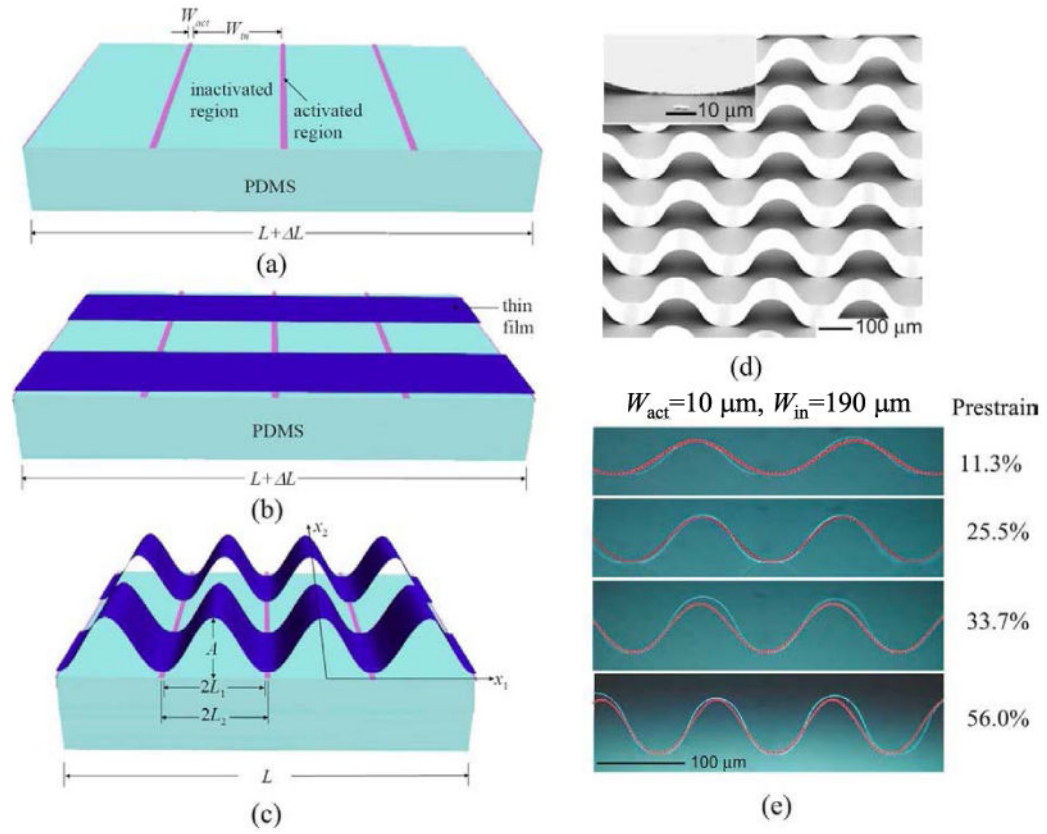 W_act
W_in
inactivated
region
activated
region
PDMS
L+ΔL
(a)
thin
film
PDMS
L+ΔL
(b)
x_2
A
x_1
2L_1
2L_2
L
(c)
10 μm
100 μm
(d)
W_act=10 μm, W_in=190 μm
Prestrain
11.3%
25.5%
33.7%
56.0%
100 μm
(e)